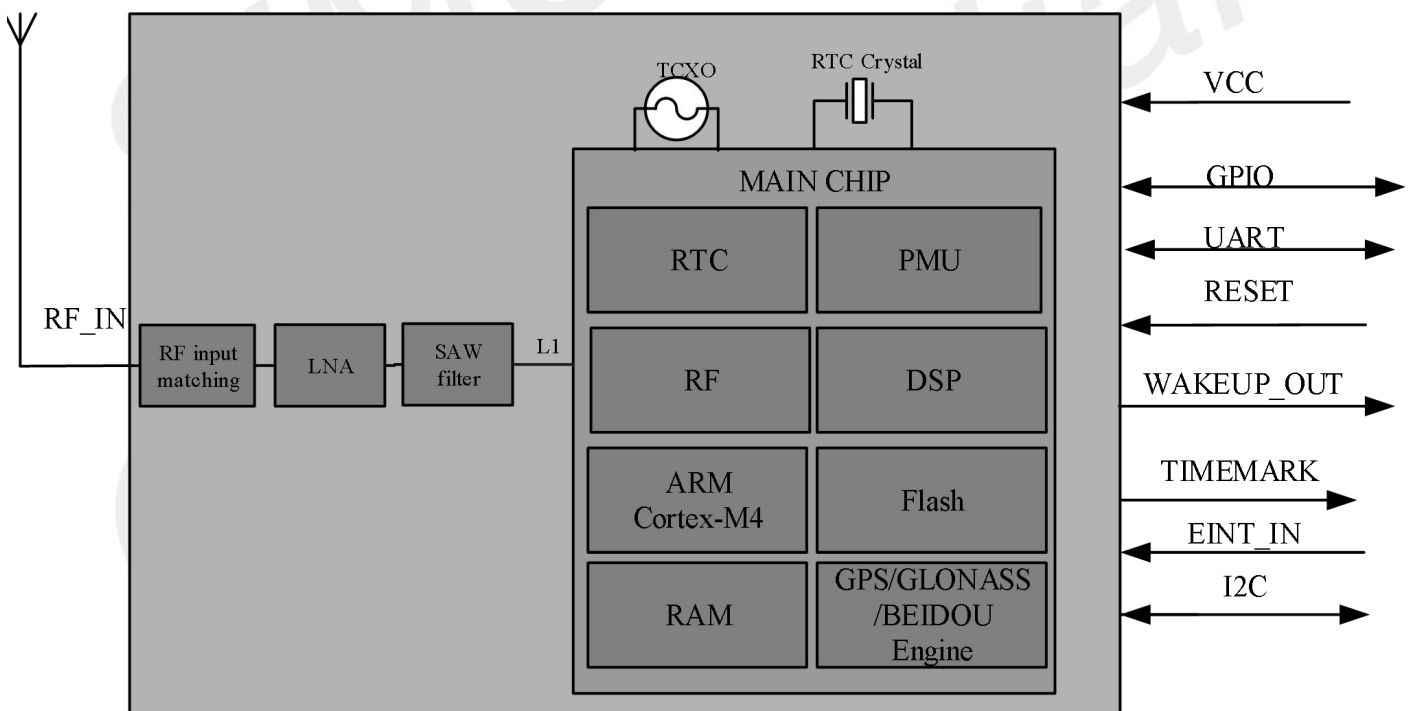 TCXO
RTC Crystal
VCC
MAIN CHIP
GPIO
RTC
PMU
UART
RESET
RF_IN
RF input
matching
LNA
SAW
filter
L1
RF
DSP
WAKEUP_OUT
ARM
Cortex-M4
Flash
TIMEMARK
EINT_IN
RAM
GPS/GLONASS
/BEIDOU
Engine
I2C